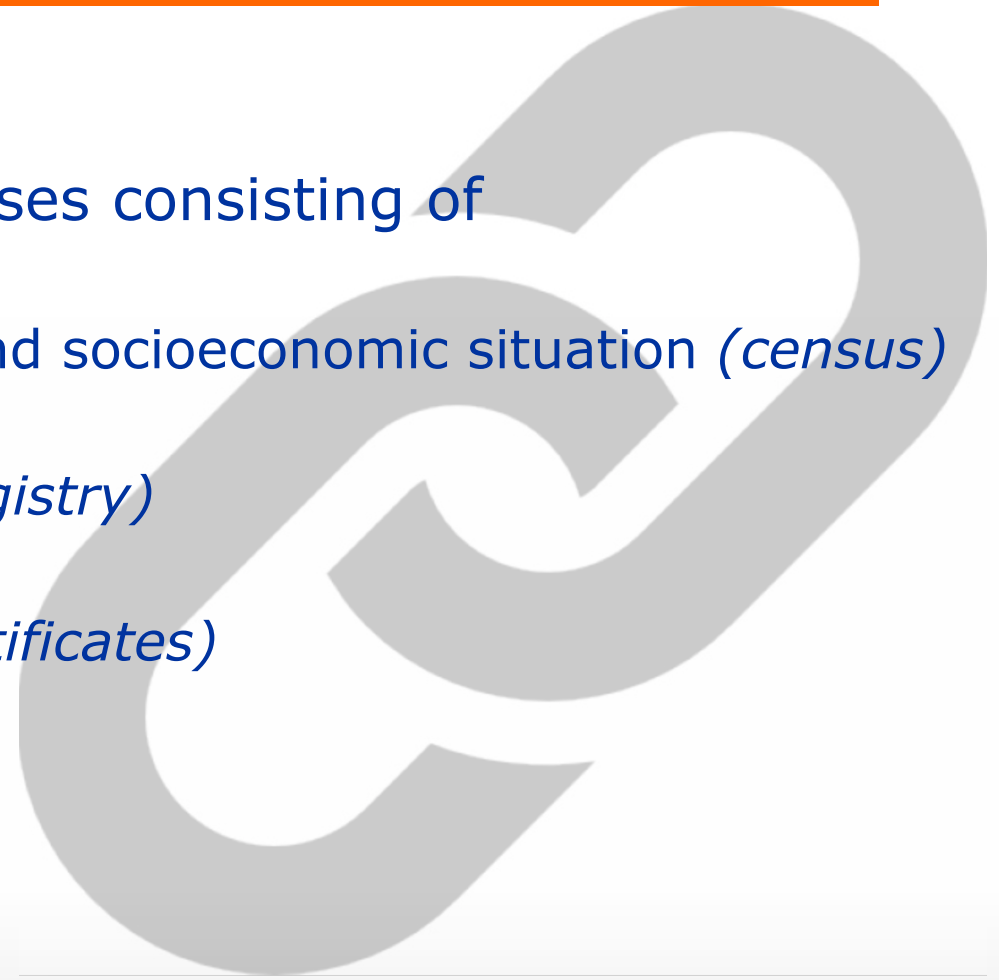 ses consisting of
nd socioeconomic situation (census)
gistry)
tificates)